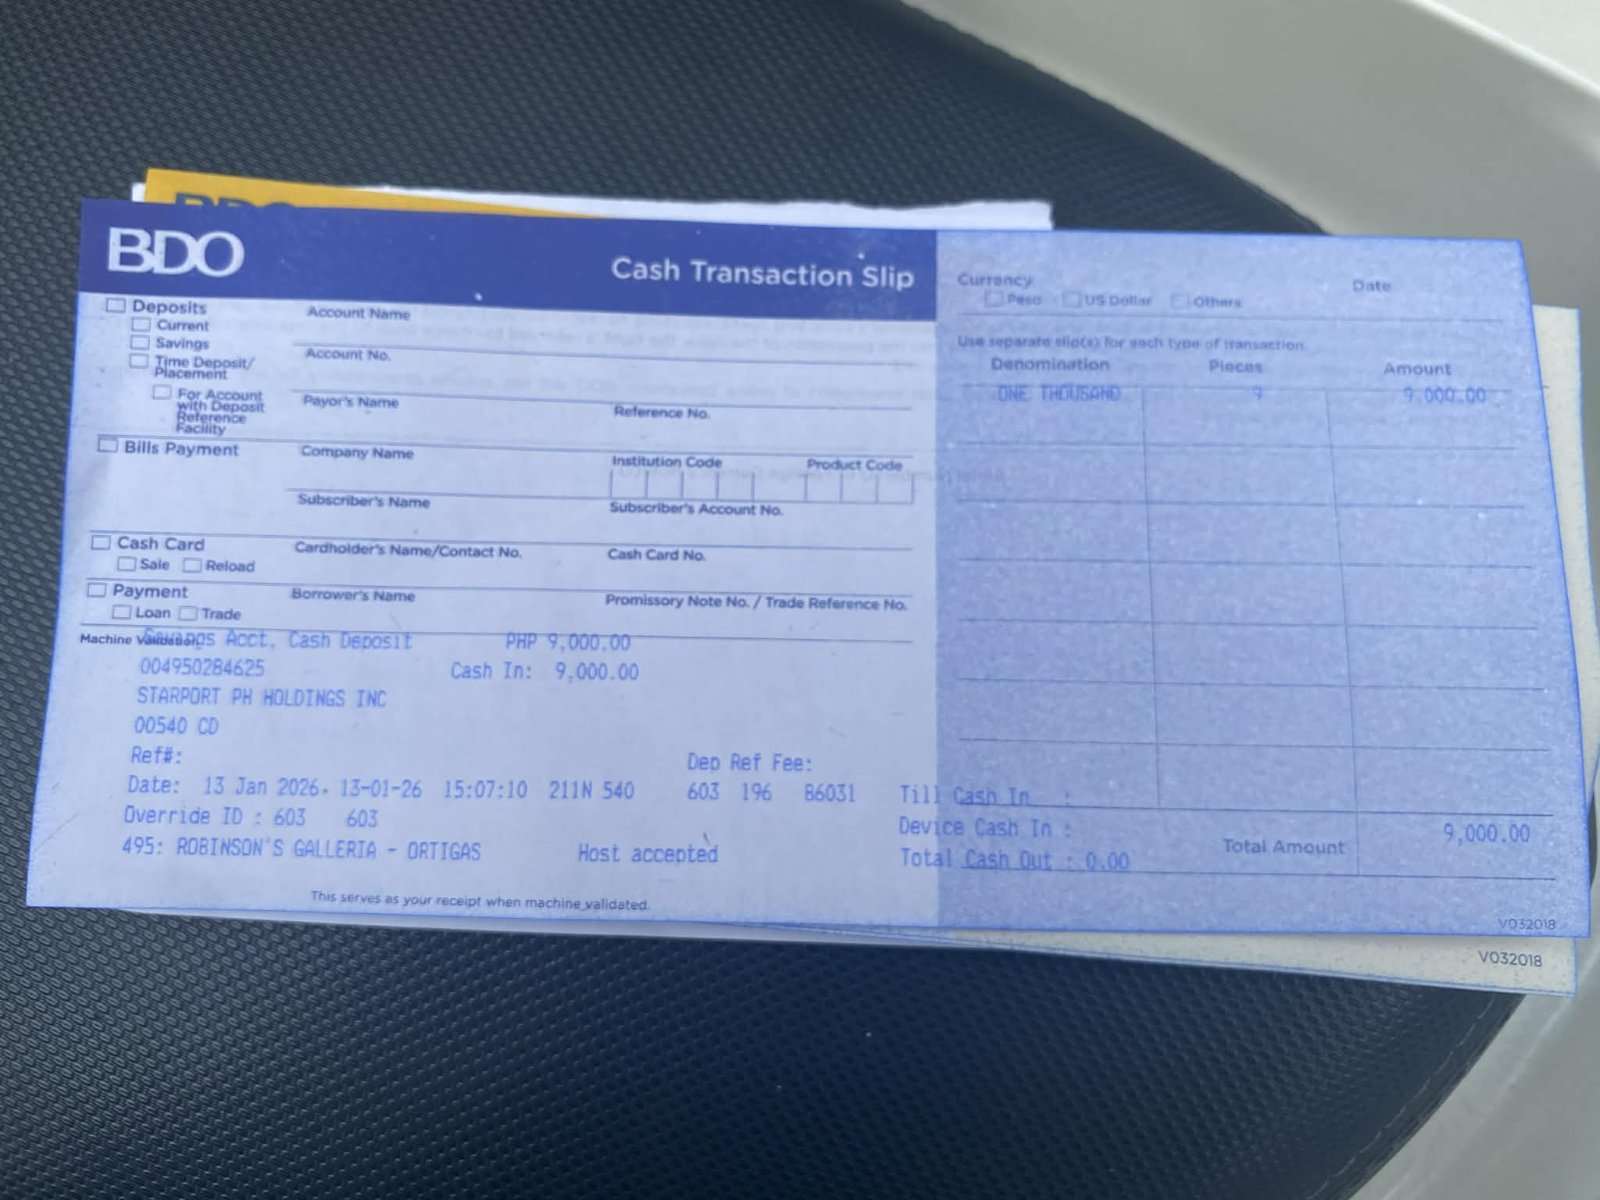 BDO
Cash Transaction Slip
Deposits
Current
Savings
Time Deposit/
Placement
For Account
with Deposit
Reference
Facility
Account Name
Account No.
Payor's Name
Reference No.
Bills Payment
Company Name
Institution Code
Product Code
Subscriber's Name
Subscriber's Account No.
Cash Card
Sale
Reload
Cardholder's Name/Contact No.
Cash Card No.
Payment
Loan
Trade
Borrower's Name
Promissory Note No. / Trade Reference No.
Currency
Date
Peso
US Dollar
Others
Use separate slip(s) for each type of transaction.
Denomination Pieces Amount
ONE THOUSAND 9 9,000.00
Machine Validation
Savings Acct, Cash Deposit PHP 9,000.00
004950284625 Cash In: 9,000.00
STARPORT PH HOLDINGS INC
00540 CD
Ref#: Dep Ref Fee:
Date: 13 Jan 2026, 13-01-26 15:07:10 211N 540 603 196 B6031 Till Cash In :
Override ID : 603 603 Device Cash In :
495: ROBINSON'S GALLERIA - ORTIGAS Host accepted Total Cash Out : 0.00
Total Amount 9,000.00
This serves as your receipt when machine validated.
V032018
V032018